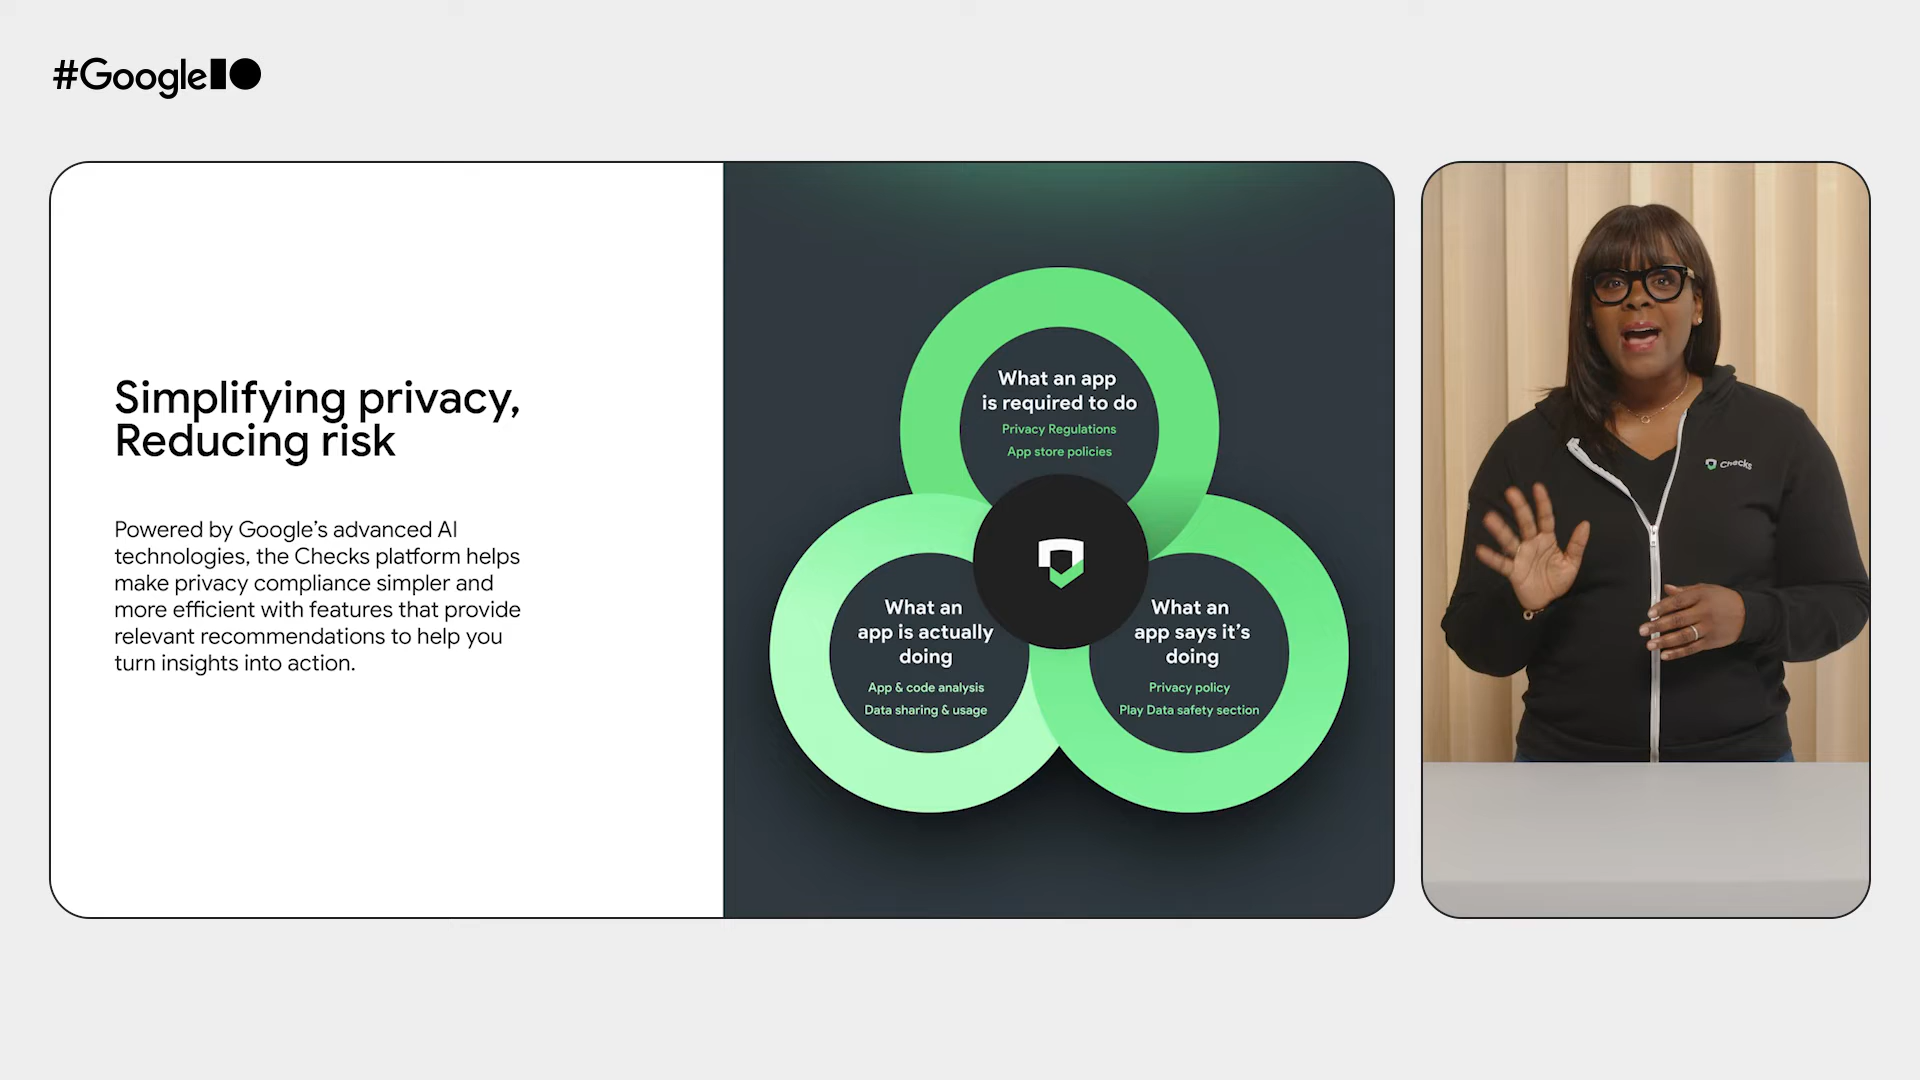 #GoogleIO
Simplifying privacy,
Reducing risk
Powered by Google's advanced AI
technologies, the Checks platform helps
make privacy compliance simpler and
more efficient with features that provide
relevant recommendations to help you
turn insights into action.
What an app
is required to do
Privacy Regulations
App store policies
What an
app is actually
doing
App & code analysis
Data sharing & usage
What an
app says it's
doing
Privacy policy
Play Data safety section
Checks